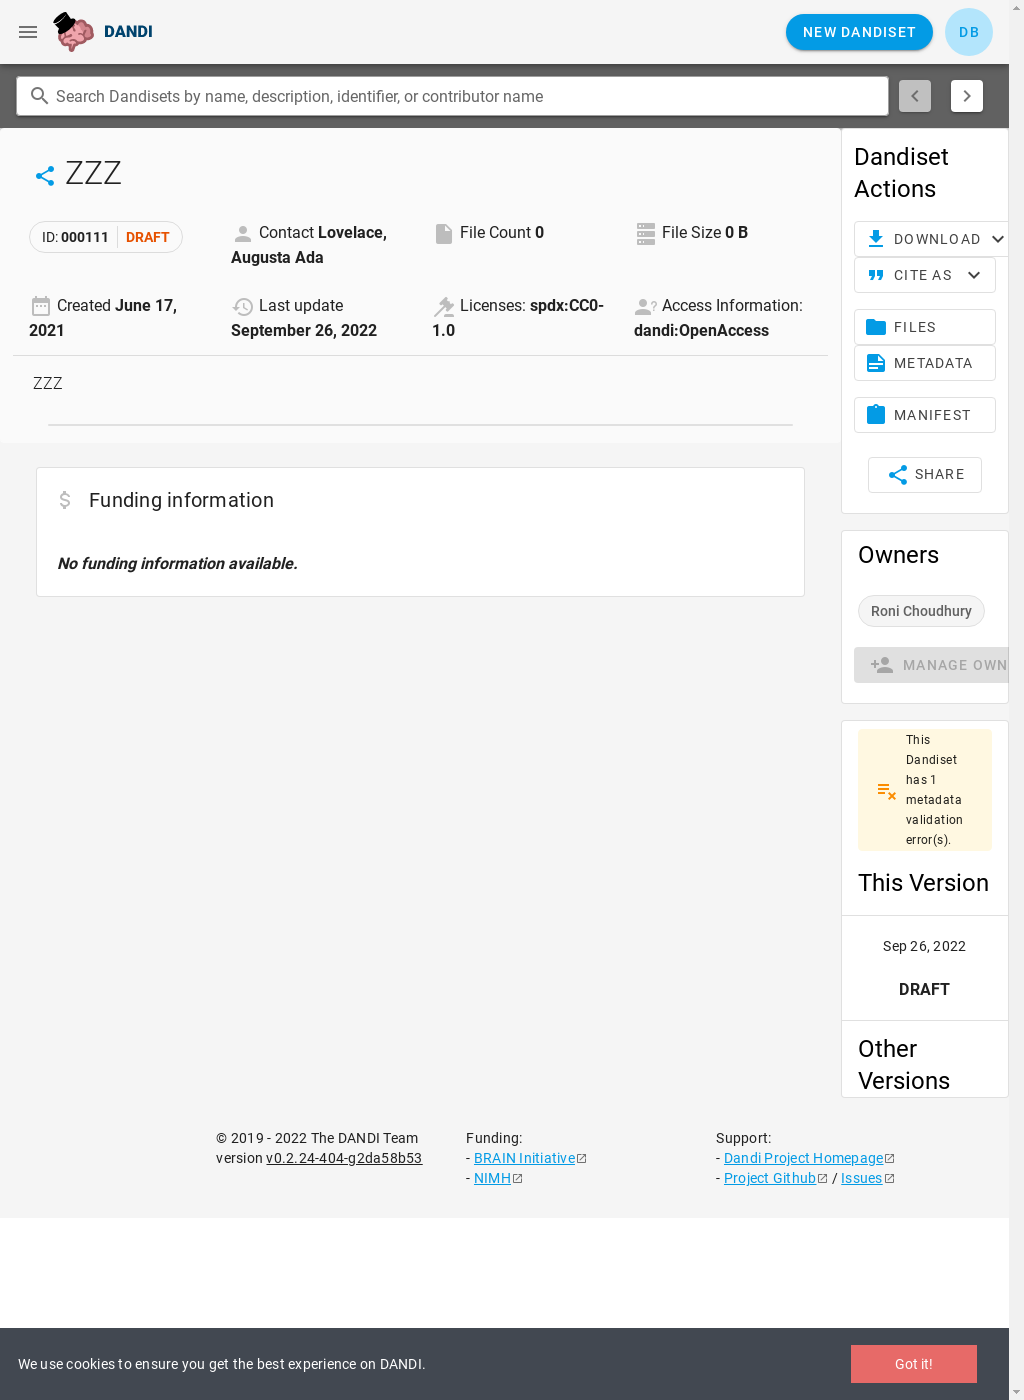 DANDI
NEW DANDISET
DB
Search Dandisets by name, description, identifier, or contributor name
ZZZ
ID: 000111 DRAFT
Contact Lovelace,
Augusta Ada
File Count 0
File Size 0 B
Created June 17,
2021
Last update
September 26, 2022
Licenses: spdx:CC0-
1.0
Access Information:
dandi:OpenAccess
ZZZ
Funding information
No funding information available.
Dandiset
Actions
DOWNLOAD
CITE AS
FILES
METADATA
MANIFEST
SHARE
Owners
Roni Choudhury
MANAGE OWN
This
Dandiset
has 1
metadata
validation
error(s).
This Version
Sep 26, 2022
DRAFT
Other
Versions
© 2019 - 2022 The DANDI Team
version v0.2.24-404-g2da58b53
Funding:
- BRAIN Initiative
- NIMH
Support:
- Dandi Project Homepage
- Project Github / Issues
We use cookies to ensure you get the best experience on DANDI.
Got it!